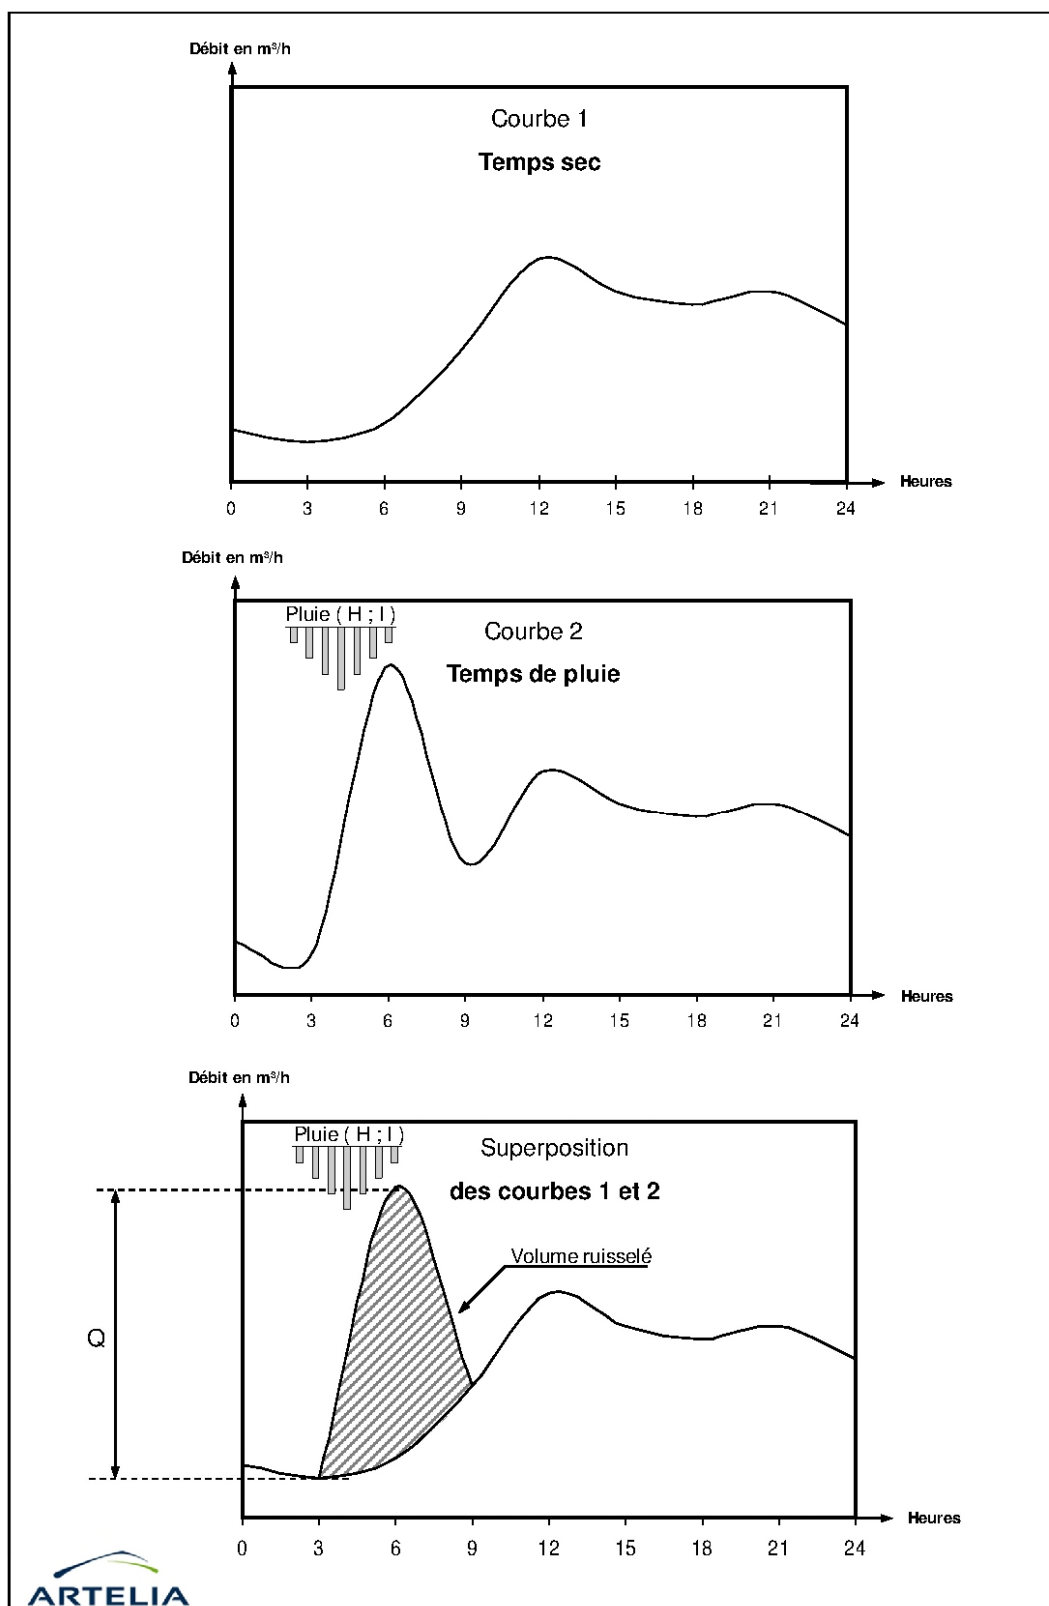 Débit en m³/h
Courbe 1
Temps sec
Heures
0 3 6 9 12 15 18 21 24
Débit en m³/h
Pluie ( H ; I )
Courbe 2
Temps de pluie
Heures
0 3 6 9 12 15 18 21 24
Débit en m³/h
Pluie ( H ; I )
Superposition
des courbes 1 et 2
Volume ruisselé
Q
Heures
0 3 6 9 12 15 18 21 24
ARTELIA